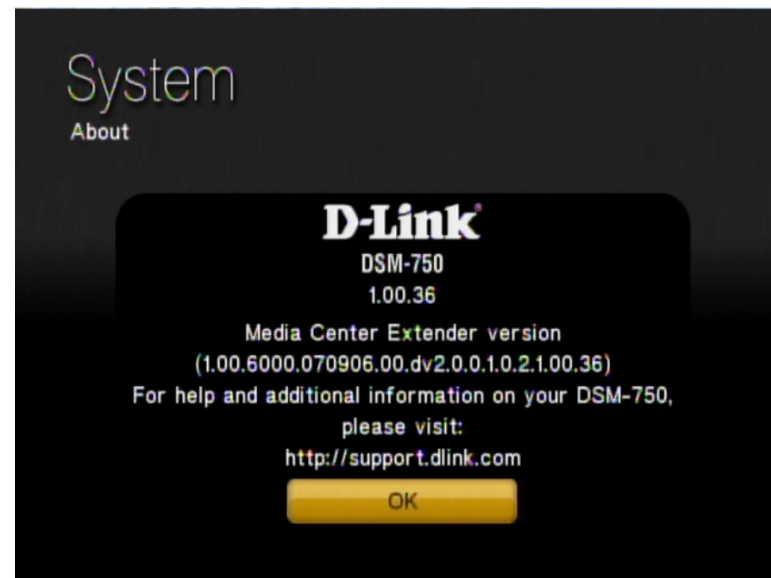 System
About
D-Link®
DSM-750
1.00.36
Media Center Extender version
(1.00.6000.070906.00.dv2.0.0.1.0.2.1.00.36)
For help and additional information on your DSM-750,
please visit:
http://support.dlink.com
OK